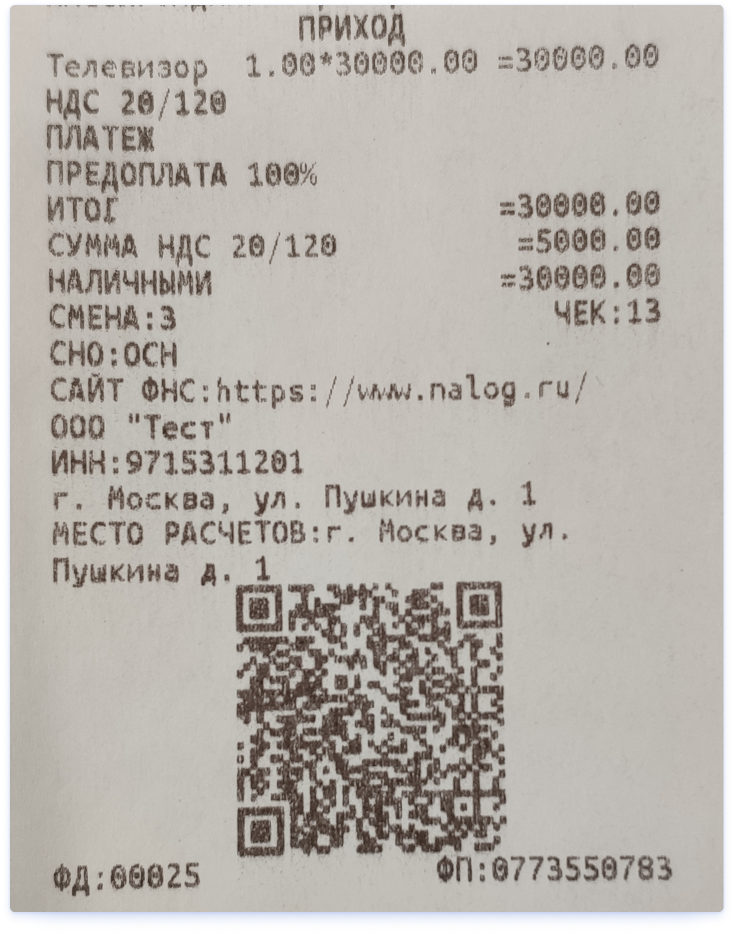 ПРИХОД
Телевизор 1.00*30000.00 =30000.00
НДС 20/120
ПЛАТЕЖ
ПРЕДОПЛАТА 100%
ИТОГ =30000.00
СУММА НДС 20/120 =5000.00
НАЛИЧНЫМИ =30000.00
СМЕНА:3 ЧЕК:13
СНО:ОСН
САЙТ ФНС:https://www.nalog.ru/
ООО "Тест"
ИНН:9715311201
г. Москва, ул. Пушкина д. 1
МЕСТО РАСЧЕТОВ:г. Москва, ул.
Пушкина д. 1
ФД:00025 ФП:0773550783